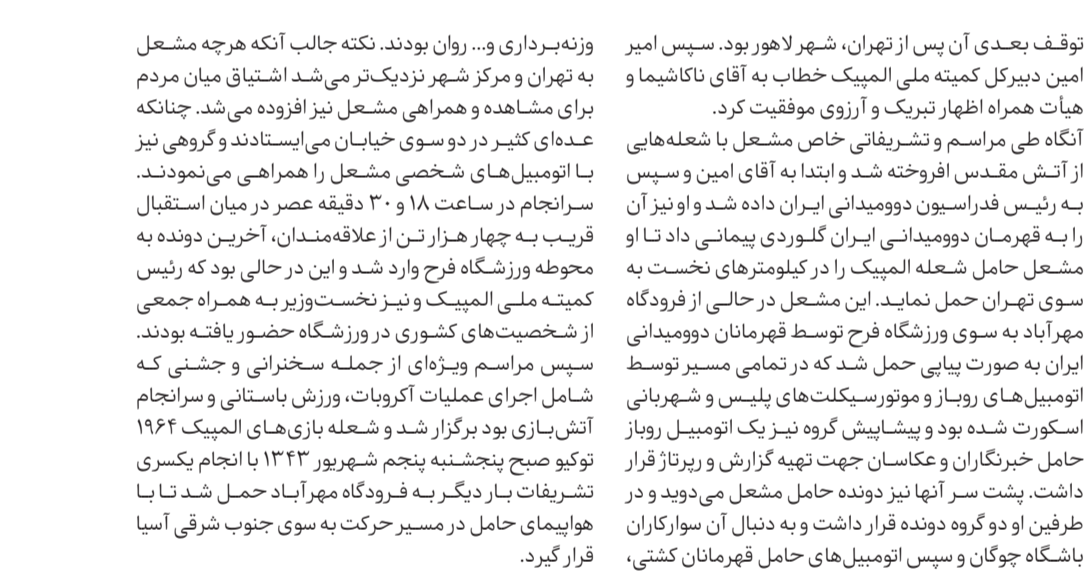 توقف بعدی آن پس از تهران، شهر لاهور بود. سپس امیر
امین دبیرکل کمیته ملی المپیک خطاب به آقای ناکاشیما و
هیأت همراه اظهار تبریک و آرزوی موفقیت کرد.
آنگاه طی مراسم و تشریفاتی خاص مشعل با شعله‌هایی
از آتش مقدس افروخته شد و ابتدا به آقای امین و سپس
به رئیس فدراسیون دوومیدانی ایران داده شد و او نیز آن
را به قهرمان دوومیدانی ایران گلوردی پیمانی داد تا او
مشعل حامل شعله المپیک را در کیلومترهای نخست به
سوی تهران حمل نماید. این مشعل در حالی از فرودگاه
مهرآباد به سوی ورزشگاه فرح توسط قهرمانان دوومیدانی
ایران به صورت پیاپی حمل شد که در تمامی مسیر توسط
اتومبیل‌های روباز و موتورسیکلت‌های پلیس و شهربانی
اسکورت شده بود و پیشاپیش گروه نیز یک اتومبیل روباز
حامل خبرنگاران و عکاسان جهت تهیه گزارش و رپرتاژ قرار
داشت. پشت سر آنها نیز دونده حامل مشعل می‌دوید و در
طرفین او دو گروه دونده قرار داشت و به دنبال آن سوارکاران
باشگاه چوگان و سپس اتومبیل‌های حامل قهرمانان کشتی،
وزنه‌برداری و... روان بودند. نکته جالب آنکه هرچه مشعل
به تهران و مرکز شهر نزدیک‌تر می‌شد اشتیاق میان مردم
برای مشاهده و همراهی مشعل نیز افزوده می‌شد. چنانکه
عده‌ای کثیر در دو سوی خیابان می‌ایستادند و گروهی نیز
با اتومبیل‌های شخصی مشعل را همراهی می‌نمودند.
سرانجام در ساعت ۱۸ و ۳۰ دقیقه عصر در میان استقبال
قریب به چهار هزار تن از علاقه‌مندان، آخرین دونده به
محوطه ورزشگاه فرح وارد شد و این در حالی بود که رئیس
کمیته ملی المپیک و نیز نخست‌وزیر به همراه جمعی
از شخصیت‌های کشوری در ورزشگاه حضور یافته بودند.
سپس مراسم ویژه‌ای از جمله سخنرانی و جشنی که
شامل اجرای عملیات آکروبات، ورزش باستانی و سرانجام
آتش‌بازی بود برگزار شد و شعله بازی‌های المپیک ۱۹۶۴
توکیو صبح پنجشنبه پنجم شهریور ۱۳۴۳ با انجام یکسری
تشریفات بار دیگر به فرودگاه مهرآباد حمل شد تا با
هواپیمای حامل در مسیر حرکت به سوی جنوب شرقی آسیا
قرار گیرد.